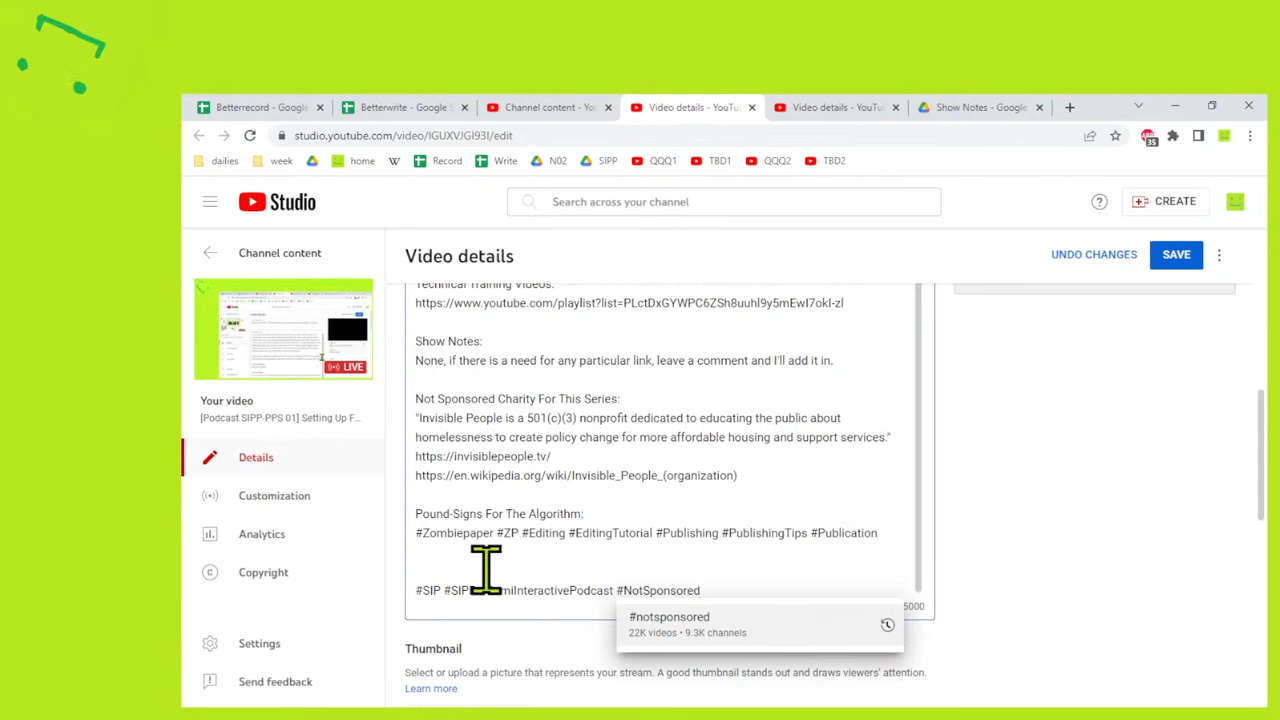 Betterrecord - Google
Betterwrite - Google S
Channel content - You
Video details - YouTu
Video details - YouTu
Show Notes - Google
studio.youtube.com/video/IGUXVJGI93I/edit
35
dailies
week
home
W
Record
Write
N02
SIPP
QQQ1
TBD1
QQQ2
TBD2
Studio
Search across your channel
CREATE
Channel content
Video details
UNDO CHANGES
SAVE
Technical Training Videos:
https://www.youtube.com/playlist?list=PLctDxGYWPC6ZSh8uuhl9y5mEwI7okI-zl
Show Notes:
None, if there is a need for any particular link, leave a comment and I'll add it in.
LIVE
Your video
[Podcast SIPP-PPS 01] Setting Up F...
Not Sponsored Charity For This Series:
"Invisible People is a 501(c)(3) nonprofit dedicated to educating the public about
homelessness to create policy change for more affordable housing and support services."
https://invisiblepeople.tv/
https://en.wikipedia.org/wiki/Invisible_People_(organization)
Details
Customization
Analytics
Copyright
Pound-Signs For The Algorithm:
#Zombiepaper #ZP #Editing #EditingTutorial #Publishing #PublishingTips #Publication
#SIP #SIP miInteractivePodcast #NotSponsored
5000
#notsponsored
22K videos • 9.3K channels
Settings
Send feedback
Thumbnail
Select or upload a picture that represents your stream. A good thumbnail stands out and draws viewers' attention.
Learn more